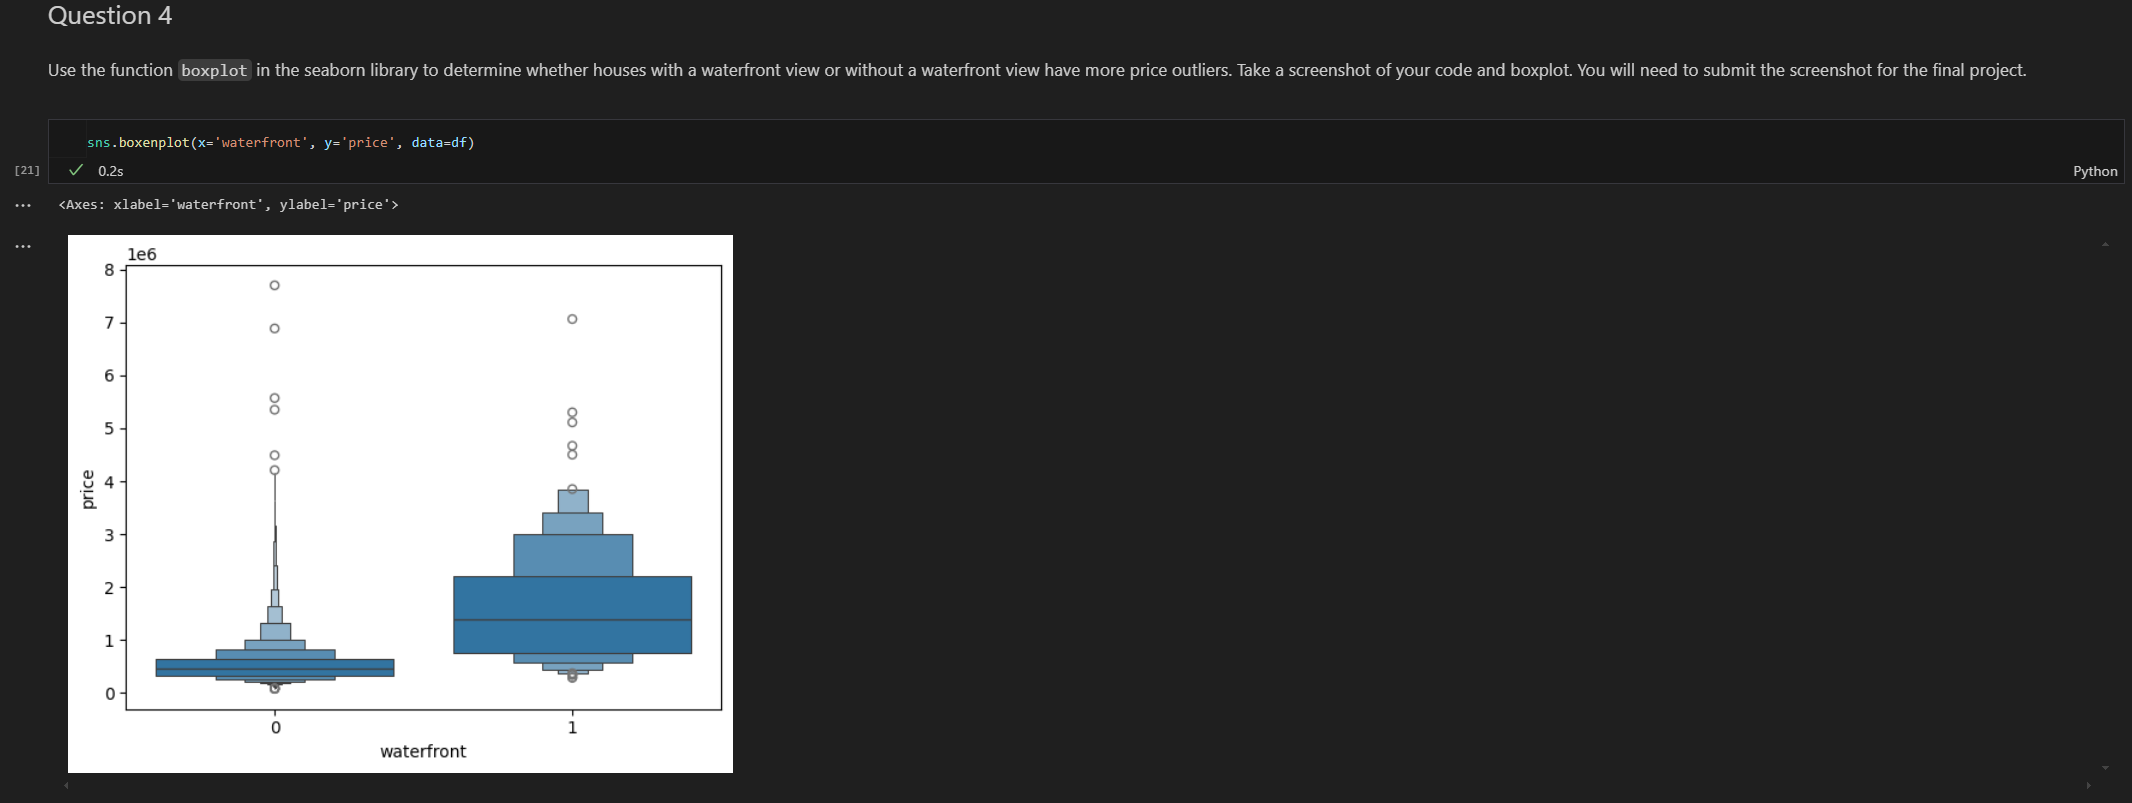 Question 4
Use the function boxplot in the seaborn library to determine whether houses with a waterfront view or without a waterfront view have more price outliers. Take a screenshot of your code and boxplot. You will need to submit the screenshot for the final project.
sns.boxenplot(x='waterfront', y='price', data=df)
[21] ✓ 0.2s Python
... <Axes: xlabel='waterfront', ylabel='price'>
...
1e6
8
7
6
5
4
3
2
1
0
price
0 1
waterfront